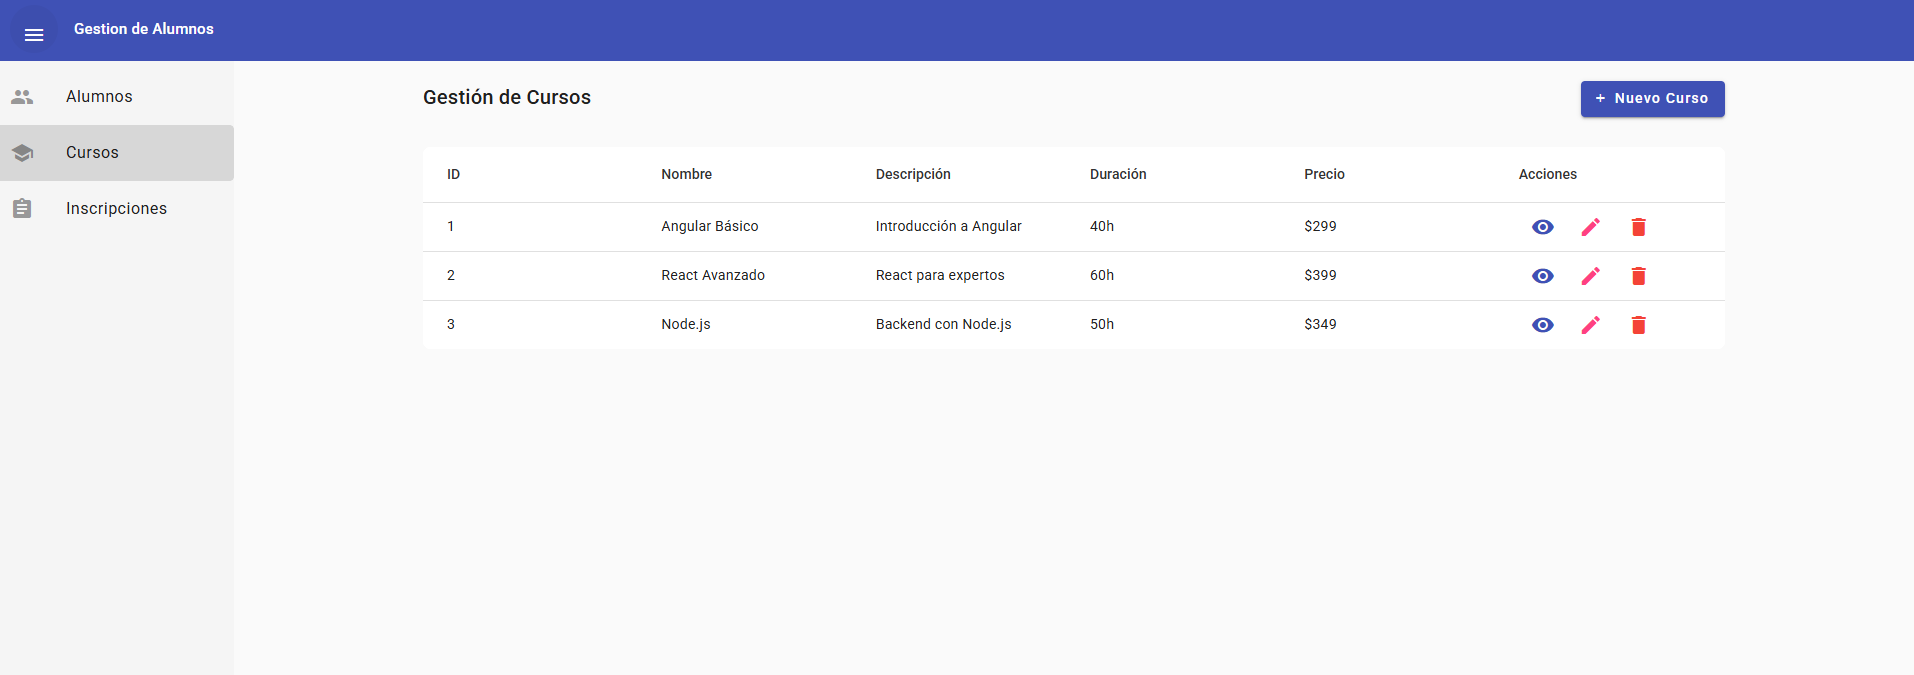 Gestion de Alumnos
Alumnos
Cursos
Inscripciones
Gestión de Cursos
+ Nuevo Curso
ID Nombre Descripción Duración Precio Acciones
1 Angular Básico Introducción a Angular 40h $299
2 React Avanzado React para expertos 60h $399
3 Node.js Backend con Node.js 50h $349